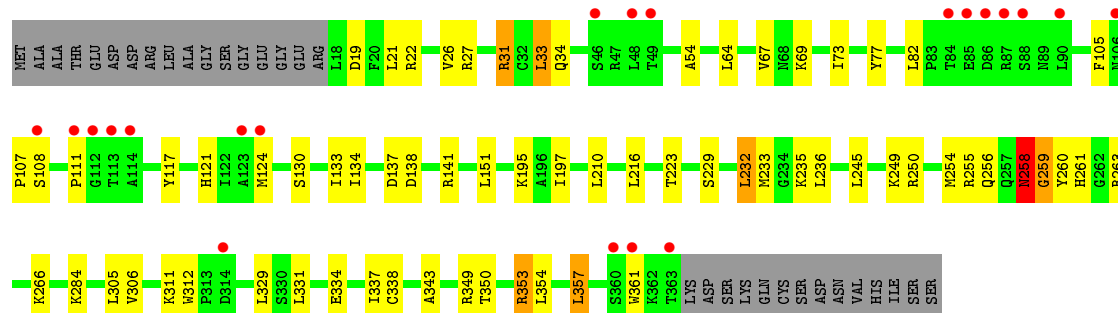 MET ALA ALA THR GLU ASP ASP ARG LEU ALA GLY SER GLY GLU GLY GLU ARG L18 D19 F20 L21 R22 V26 R27 R31 C32 L33 Q34 S46 R47 L48 T49 A54 L64 V67 N68 K69 I73 Y77 L82 P83 T84 E85 D86 R87 S88 N89 L90 F105 N106
P107 S108 P111 G112 T113 A114 Y117 H121 I122 A123 M124 S130 I133 I134 D137 D138 R141 L151 K195 A196 I197 L210 L216 T223 S229 L232 M233 G234 K235 L236 L245 K249 R250 M254 R255 Q256 Q257 N258 G259 Y260 H261 G262
K266 K284 L305 V306 K311 W312 P313 D314 L329 S330 L331 E334 I337 C338 A343 R349 T350 R353 L354 L357 S360 W361 K362 T363 LYS ASP SER LYS GLN CYS SER ASP ASN VAL HIS ILE SER SER